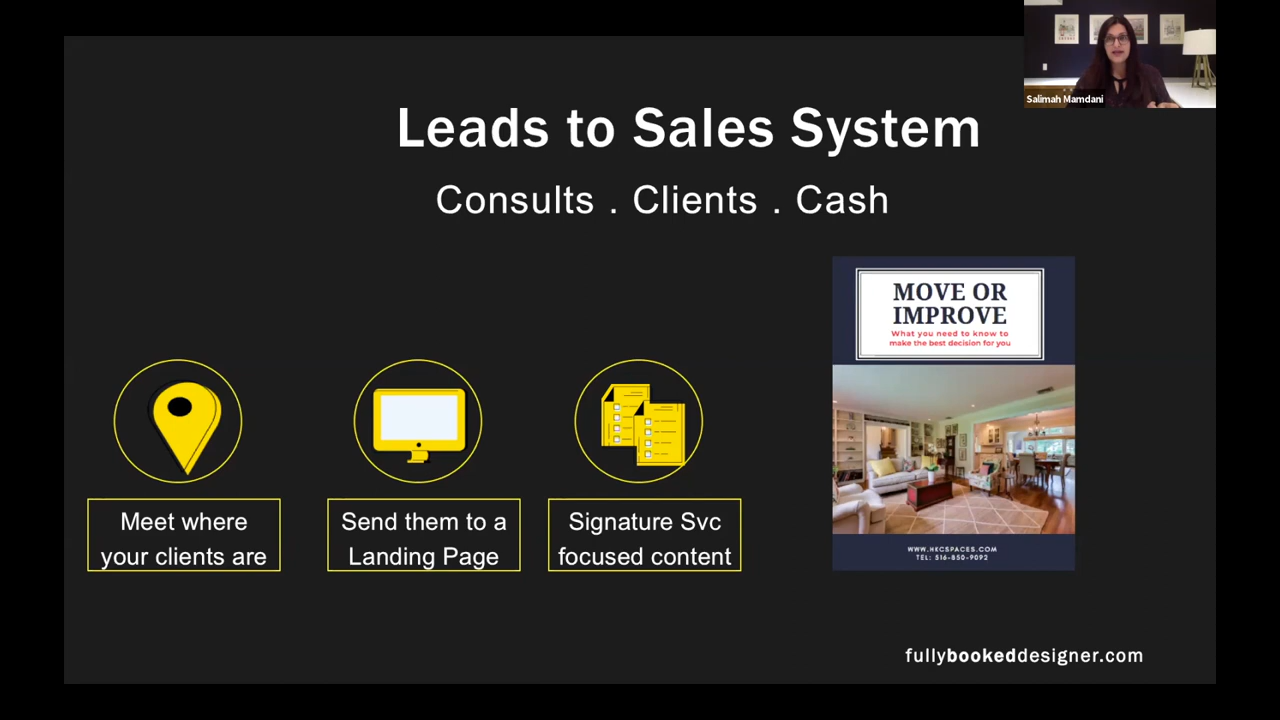 Salimah Mamdani
Leads to Sales System
Consults . Clients . Cash
MOVE OR
IMPROVE
What you need to know to
make the best decision for you
Meet where
your clients are
Send them to a
Landing Page
Signature Svc
focused content
WWW.HKCSPACES.COM
TEL: 516-850-9092
fullybookeddesigner.com